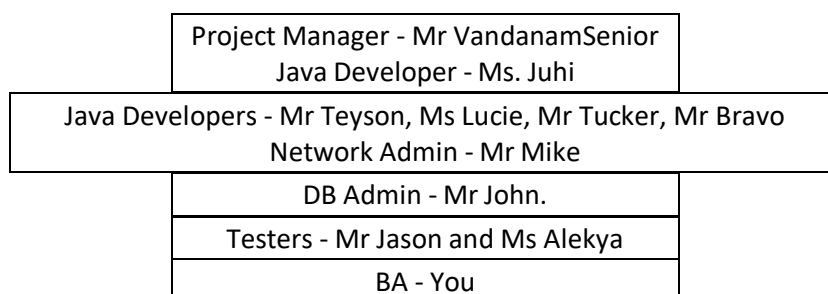 Project Manager - Mr VandanamSenior
Java Developer - Ms. Juhi
Java Developers - Mr Teyson, Ms Lucie, Mr Tucker, Mr Bravo
Network Admin - Mr Mike
DB Admin - Mr John.
Testers - Mr Jason and Ms Alekya
BA - You